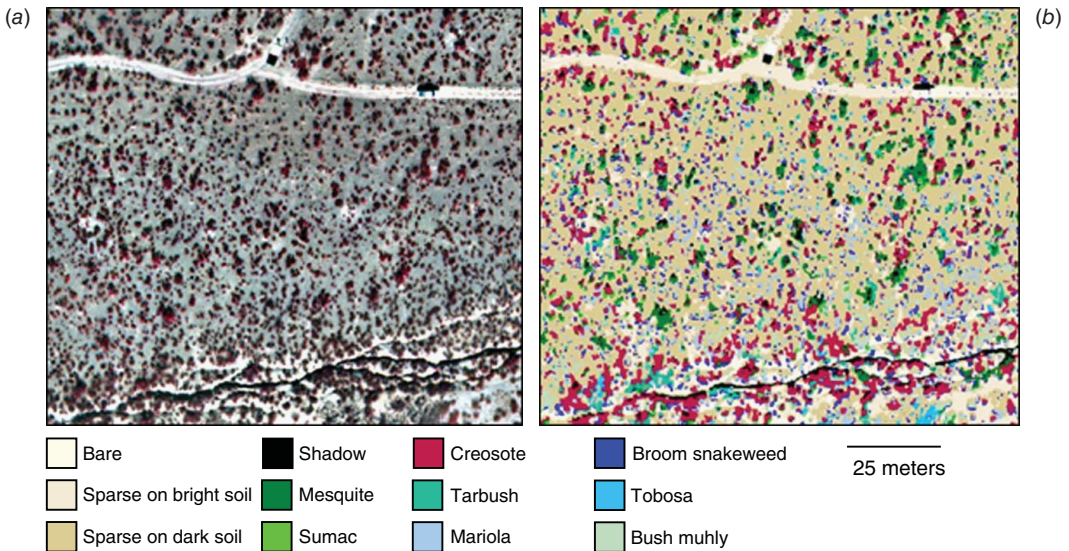 (a)
(b)
Bare
Shadow
Creosote
Broom snakeweed
25 meters
Sparse on bright soil
Mesquite
Tarbush
Tobosa
Sparse on dark soil
Sumac
Mariola
Bush muhly